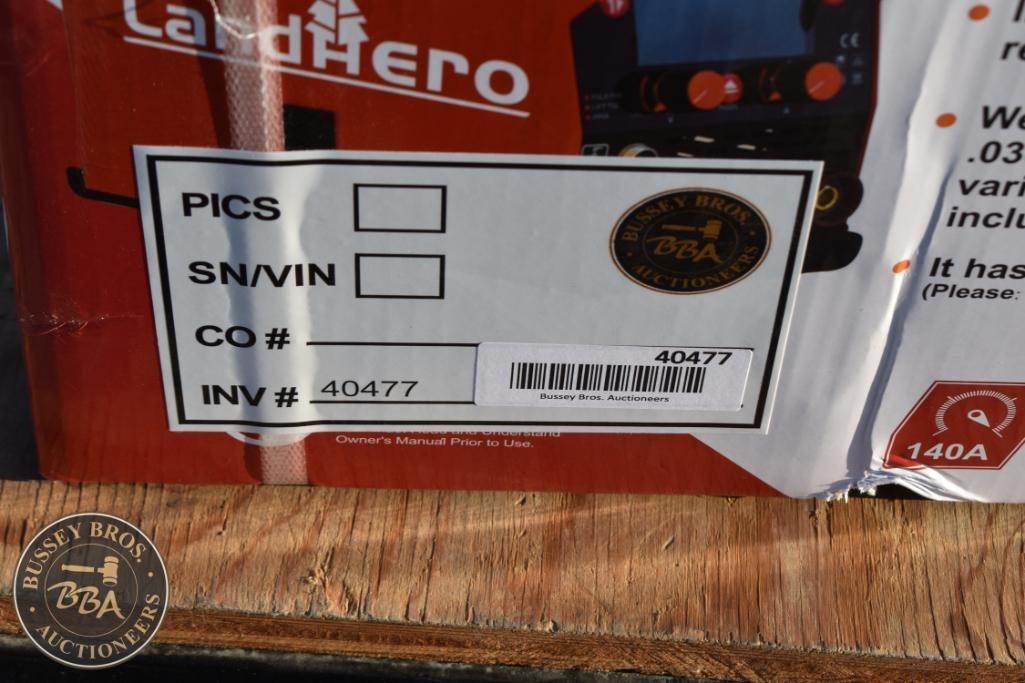 LandHero
CE
We
.03
vari
inclu
It has
(Please:
PICS
SN/VIN
CO #
INV # 40477
40477
Bussey Bros. Auctioneers
BUSSEY BROS.
BBA
AUCTIONEERS
Owner's Manual Prior to Use.
140A
BUSSEY BROS.
BBA
AUCTIONEERS